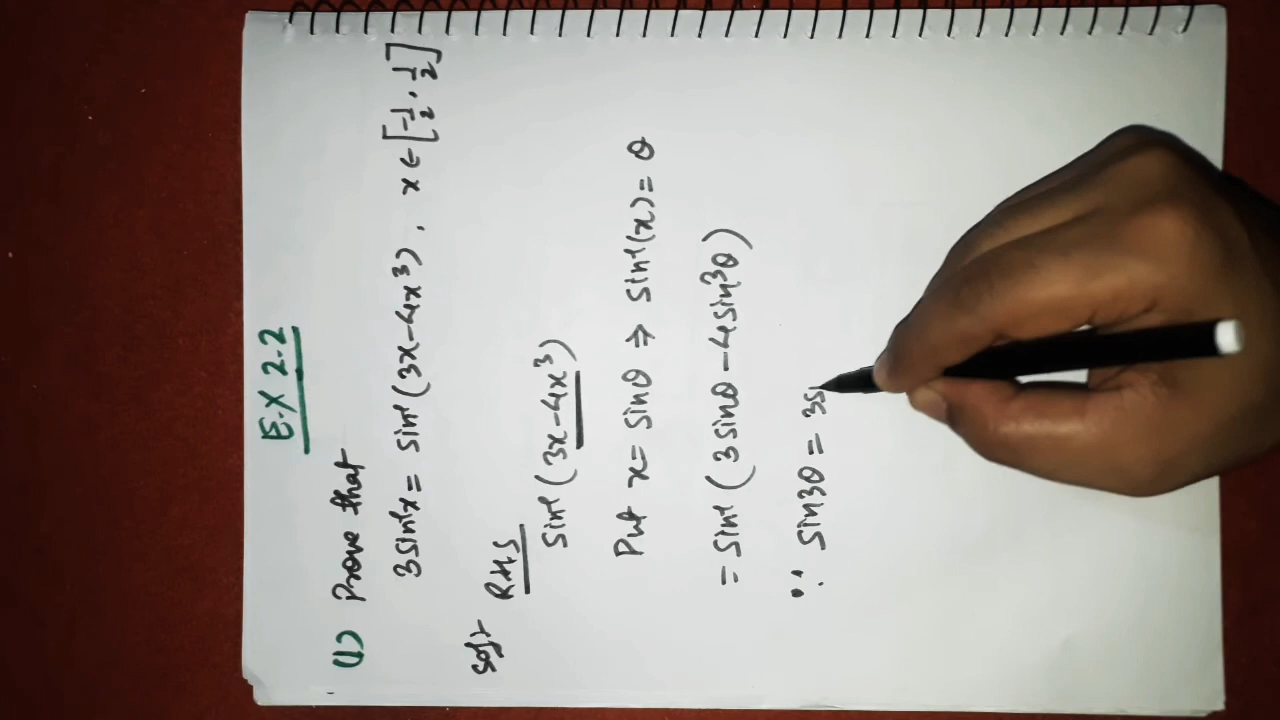 EX 2.2
(1) Prove that
3sin⁻¹x = sin⁻¹(3x-4x³), x ∈ [-1/2, 1/2]
Sol:- RHS
sin⁻¹(3x-4x³)
Put x = sinθ ⇒ sin⁻¹(x) = θ
= sin⁻¹(3sinθ-4sin³θ)
∵ sin3θ = 3s